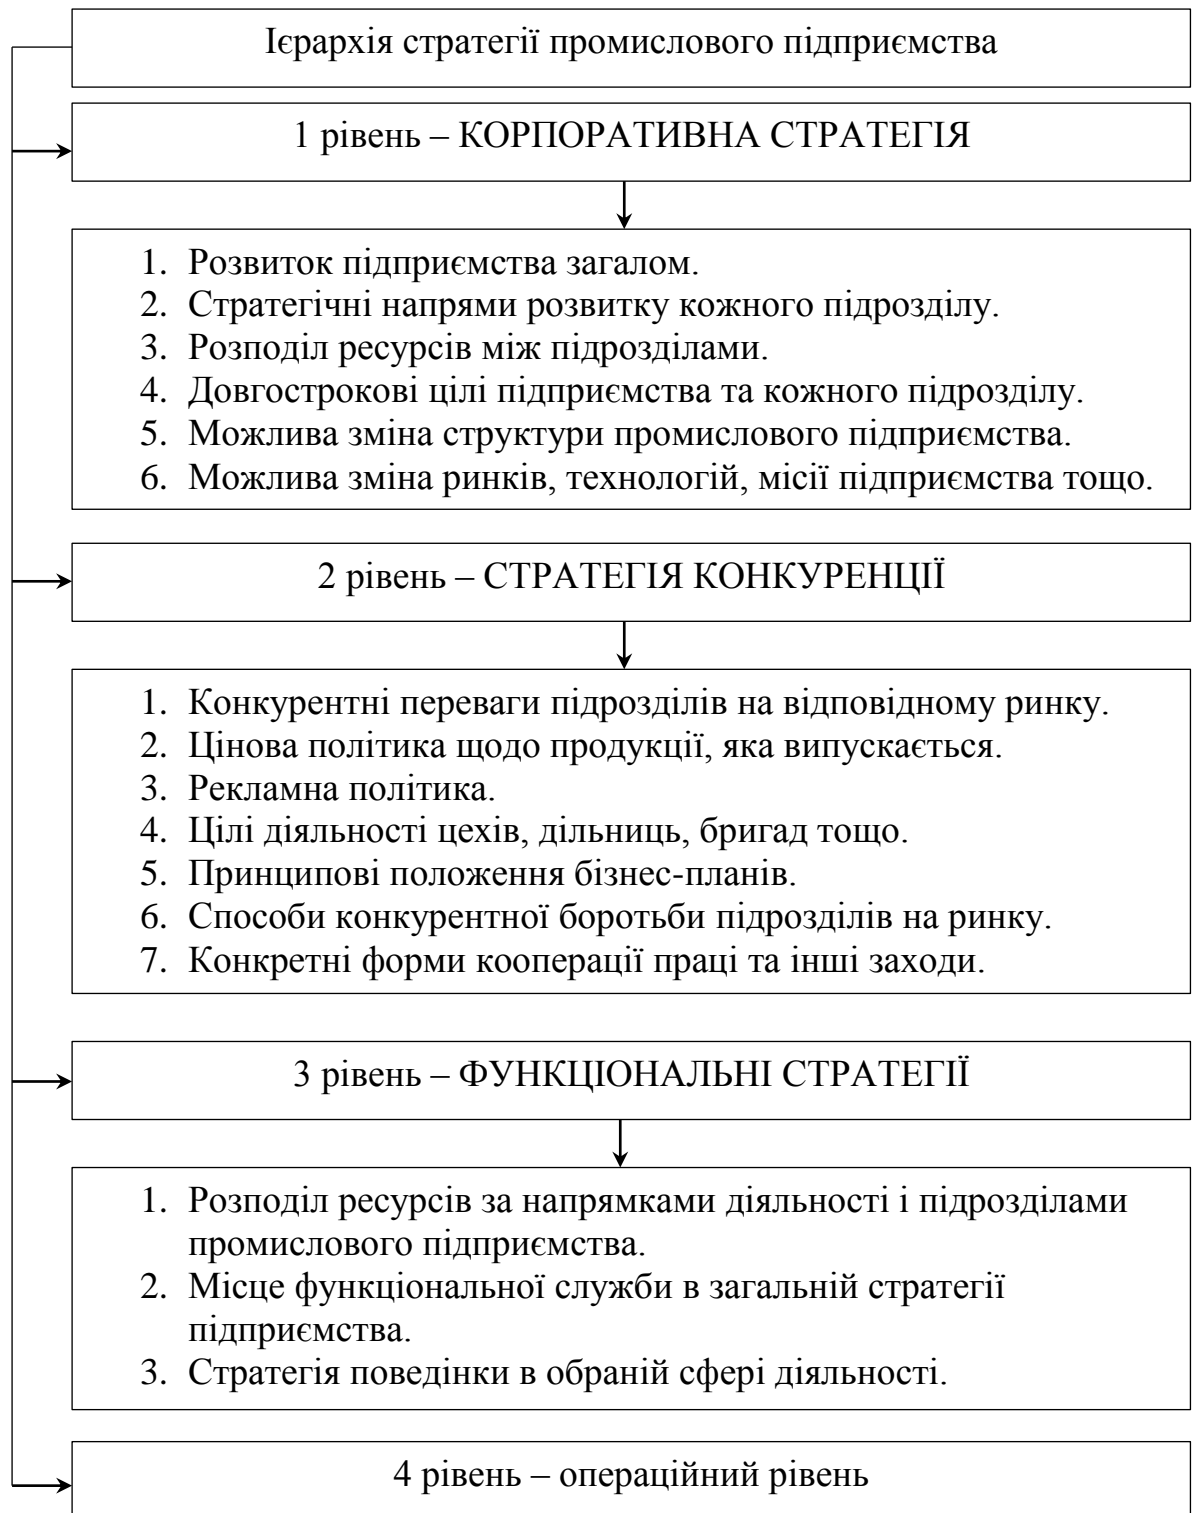 Ієрархія стратегії промислового підприємства
1 рівень – КОРПОРАТИВНА СТРАТЕГІЯ
1. Розвиток підприємства загалом.
2. Стратегічні напрями розвитку кожного підрозділу.
3. Розподіл ресурсів між підрозділами.
4. Довгострокові цілі підприємства та кожного підрозділу.
5. Можлива зміна структури промислового підприємства.
6. Можлива зміна ринків, технологій, місії підприємства тощо.
2 рівень – СТРАТЕГІЯ КОНКУРЕНЦІЇ
1. Конкурентні переваги підрозділів на відповідному ринку.
2. Цінова політика щодо продукції, яка випускається.
3. Рекламна політика.
4. Цілі діяльності цехів, дільниць, бригад тощо.
5. Принципові положення бізнес-планів.
6. Способи конкурентної боротьби підрозділів на ринку.
7. Конкретні форми кооперації праці та інші заходи.
3 рівень – ФУНКЦІОНАЛЬНІ СТРАТЕГІЇ
1. Розподіл ресурсів за напрямками діяльності і підрозділами
промислового підприємства.
2. Місце функціональної служби в загальній стратегії
підприємства.
3. Стратегія поведінки в обраній сфері діяльності.
4 рівень – операційний рівень